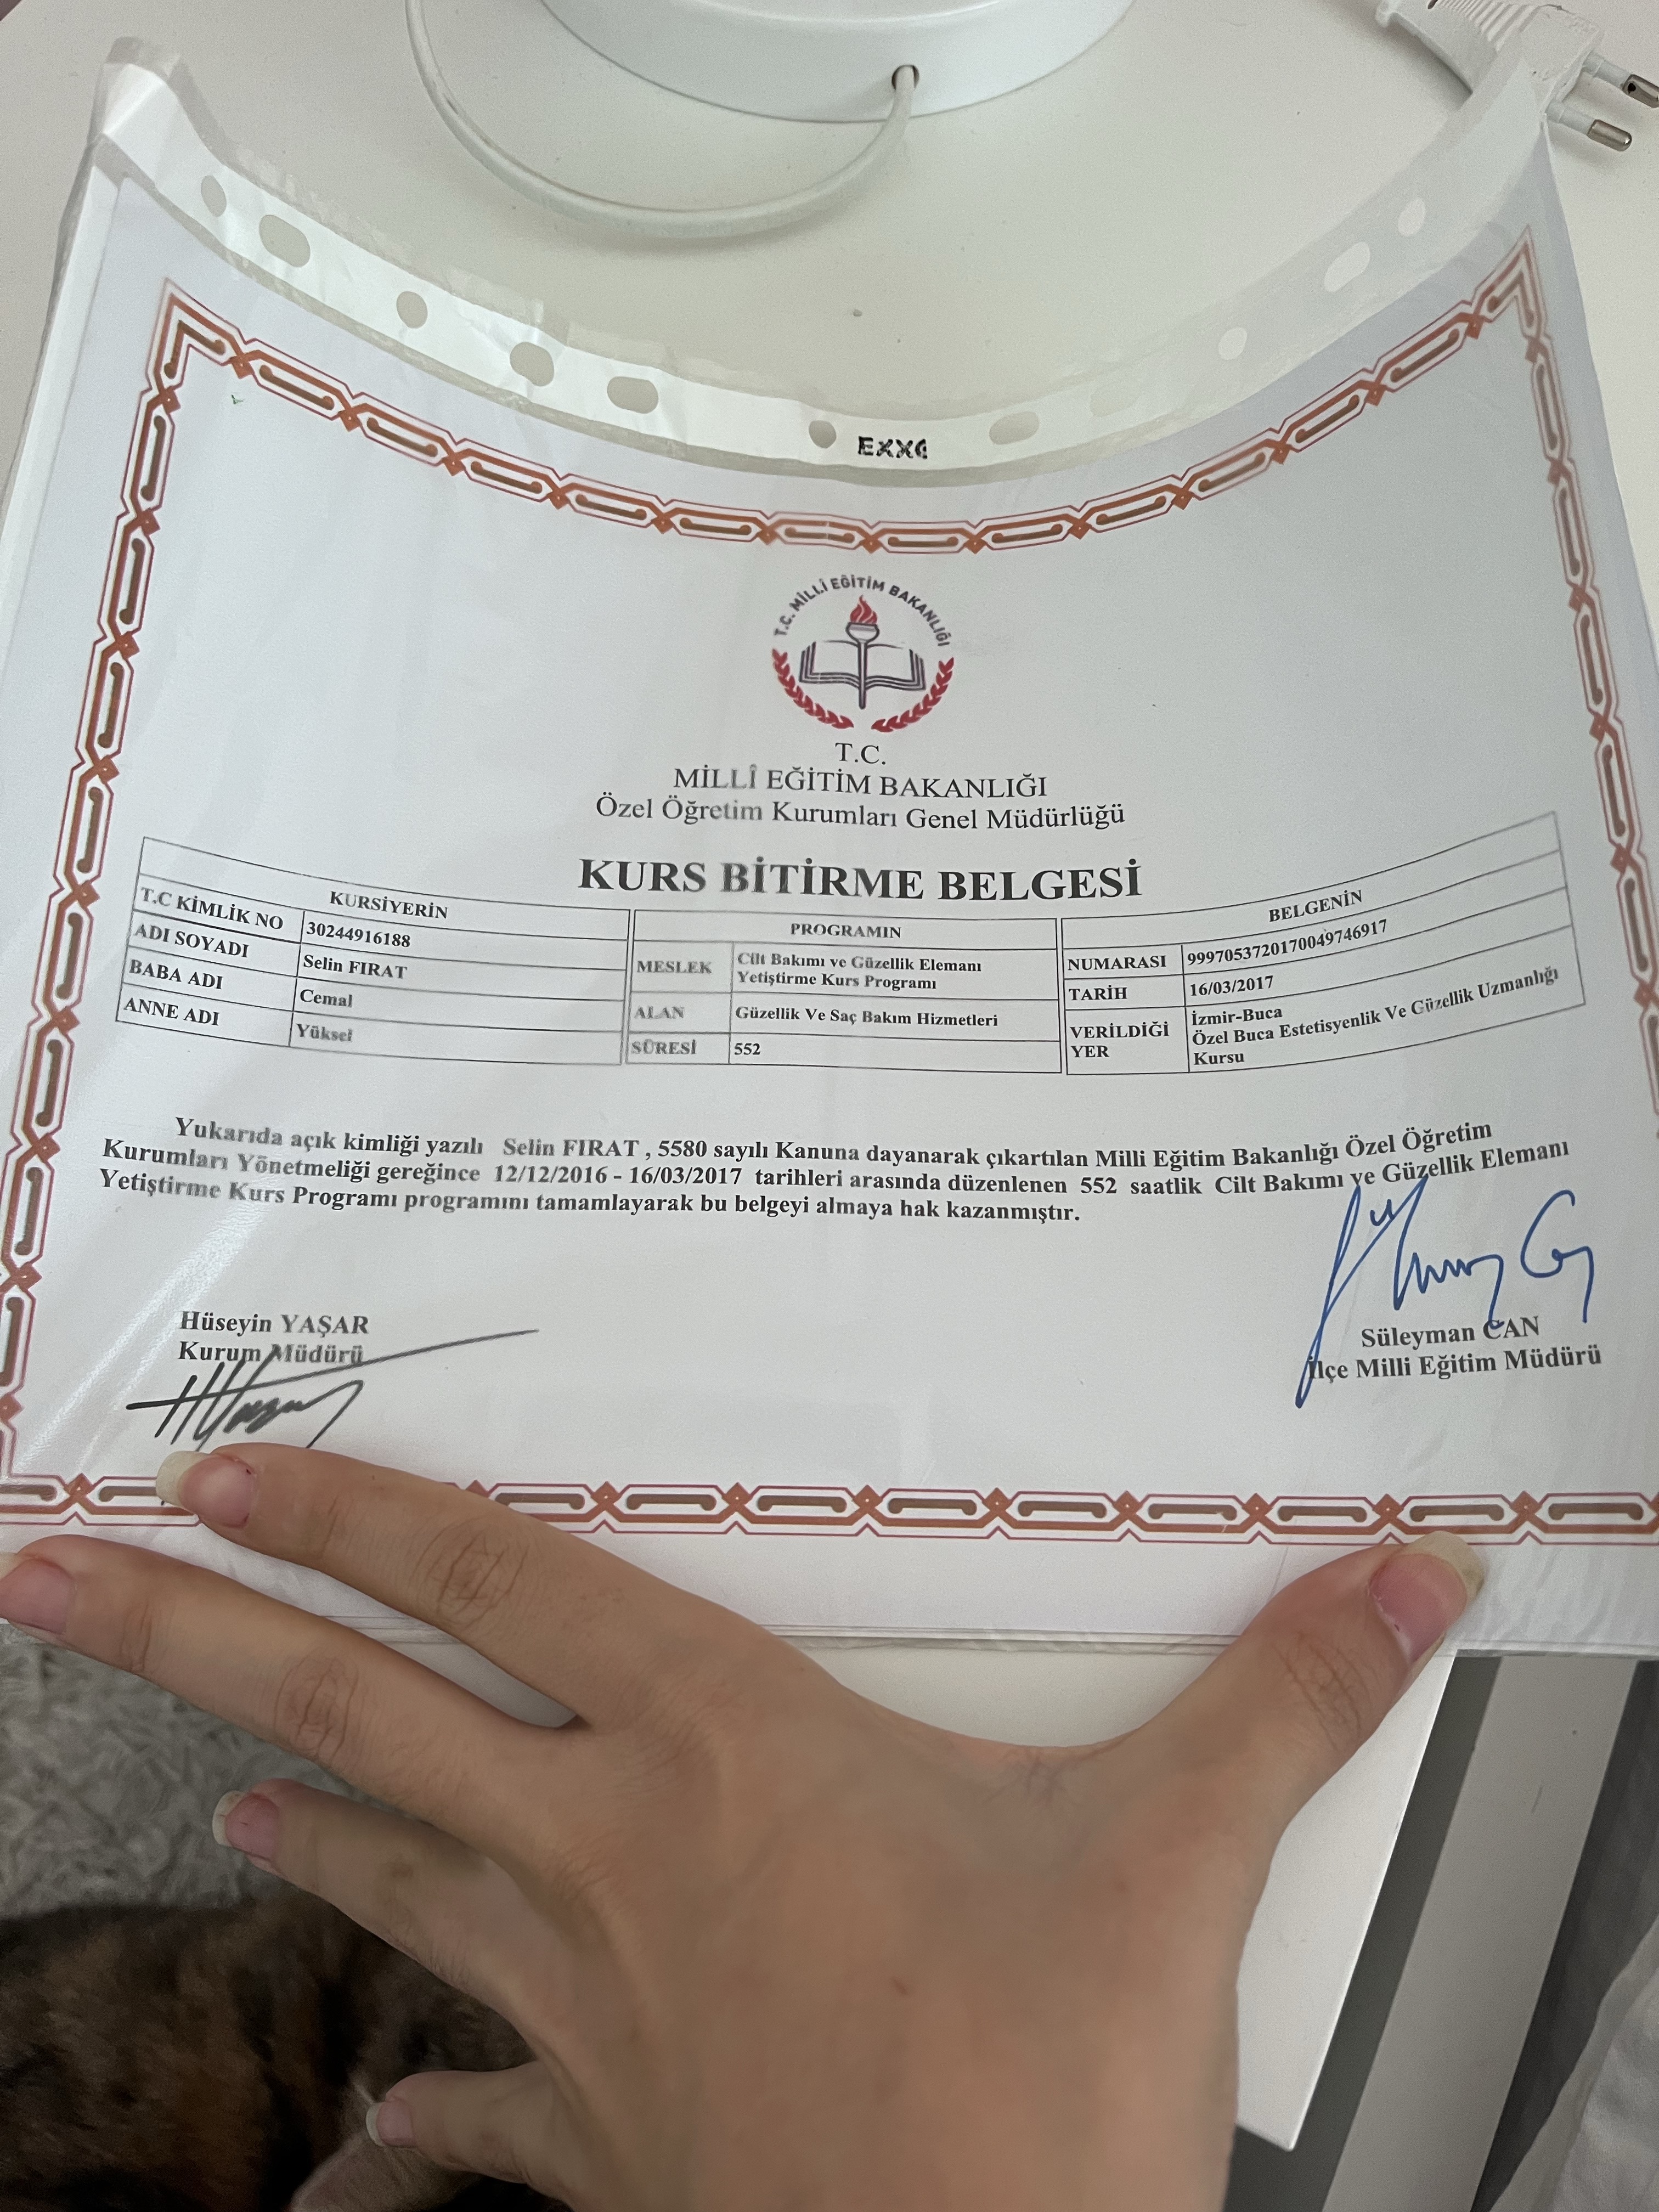 EXX
T.C. MİLLİ EĞİTİM BAKANLIĞI
T.C.
MİLLÎ EĞİTİM BAKANLIĞI
Özel Öğretim Kurumları Genel Müdürlüğü
KURS BİTİRME BELGESİ
KURSİYERİN
T.C KİMLİK NO 30244916188
ADI SOYADI Selin FIRAT
BABA ADI Cemal
ANNE ADI Yüksel
PROGRAMIN
MESLEK Cilt Bakımı ve Güzellik Elemanı
Yetiştirme Kurs Programı
ALAN Güzellik Ve Saç Bakım Hizmetleri
SÜRESİ 552
BELGENİN
NUMARASI 9997053720170049746917
TARİH 16/03/2017
VERİLDİĞİ YER İzmir-Buca
Özel Buca Estetisyenlik Ve Güzellik Uzmanlığı
Kursu
Yukarıda açık kimliği yazılı Selin FIRAT , 5580 sayılı Kanuna dayanarak çıkartılan Milli Eğitim Bakanlığı Özel Öğretim
Kurumları Yönetmeliği gereğince 12/12/2016 - 16/03/2017 tarihleri arasında düzenlenen 552 saatlik Cilt Bakımı ve Güzellik Elemanı
Yetiştirme Kurs Programı programını tamamlayarak bu belgeyi almaya hak kazanmıştır.
Hüseyin YAŞAR
Kurum Müdürü
Süleyman CAN
İlçe Milli Eğitim Müdürü